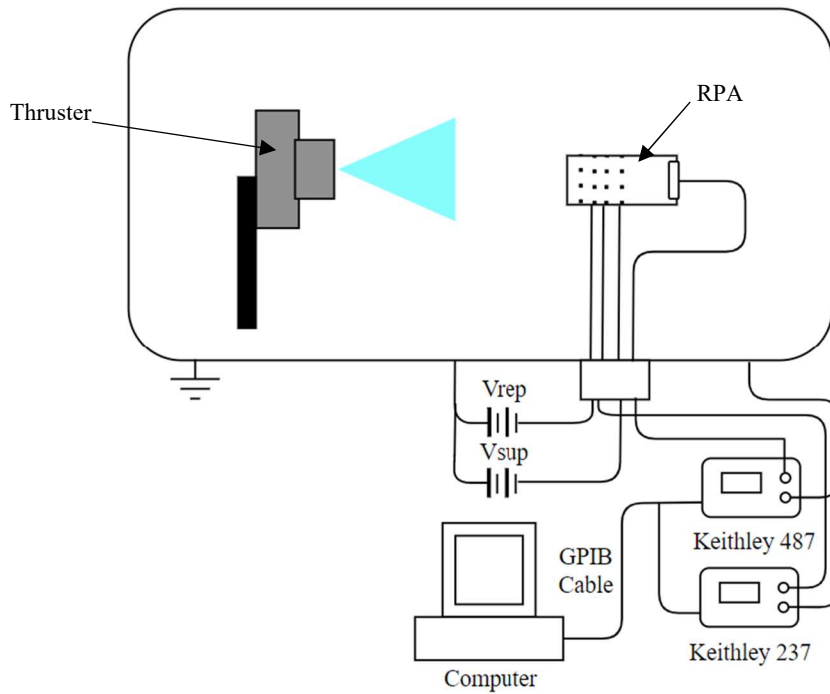 RPA
Thruster
Vrep
Vsup
Keithley 487
GPIB
Cable
Keithley 237
Computer